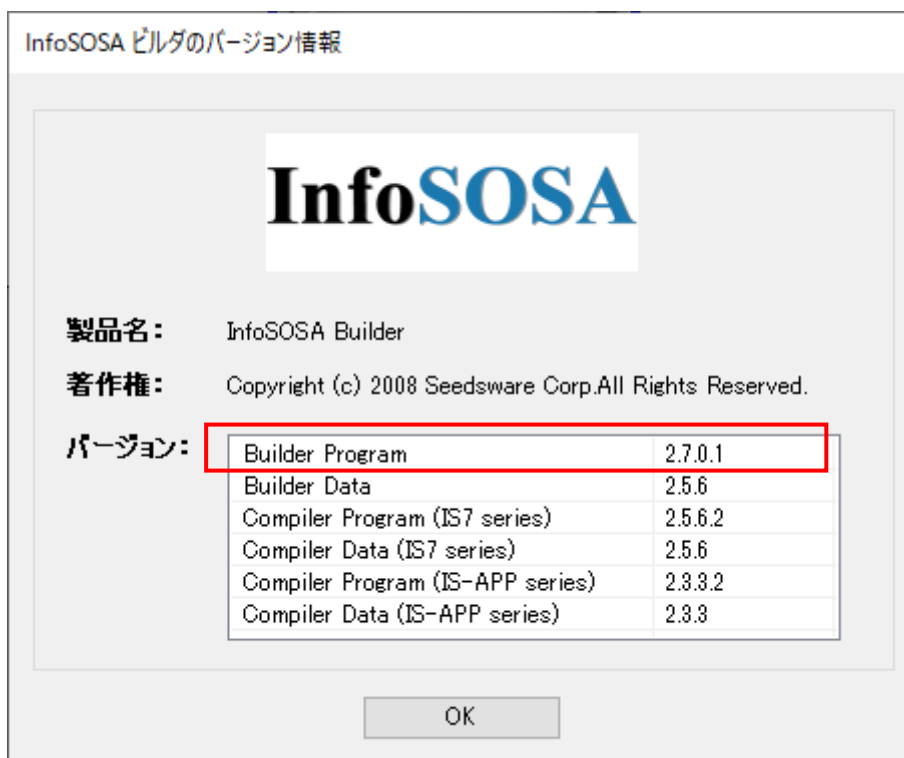 InfoSOSA ビルダのバージョン情報
InfoSOSA
製品名： InfoSOSA Builder
著作権： Copyright (c) 2008 Seedsware Corp.All Rights Reserved.
バージョン：
Builder Program 2.7.0.1
Builder Data 2.5.6
Compiler Program (IS7 series) 2.5.6.2
Compiler Data (IS7 series) 2.5.6
Compiler Program (IS-APP series) 2.3.3.2
Compiler Data (IS-APP series) 2.3.3
OK